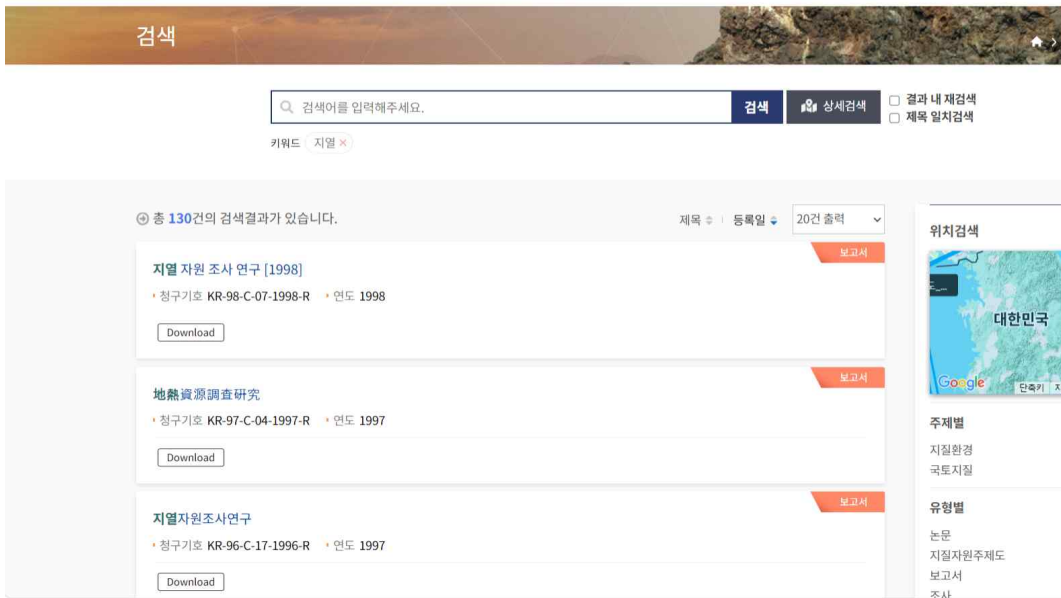 검색
검색어를 입력해주세요.
검색
상세검색
결과 내 재검색
제목 일치검색
키워드 지열 ×
총 130건의 검색결과가 있습니다.
제목
등록일
20건 출력
보고서
지열 자원 조사 연구 [1998]
청구기호 KR-98-C-07-1998-R 연도 1998
Download
보고서
地熱資源調査研究
청구기호 KR-97-C-04-1997-R 연도 1997
Download
보고서
지열자원조사연구
청구기호 KR-96-C-17-1996-R 연도 1997
Download
위치검색
대한민국
Google
단축키
주제별
지질환경
국토지질
유형별
논문
지질자원주제도
보고서
조사